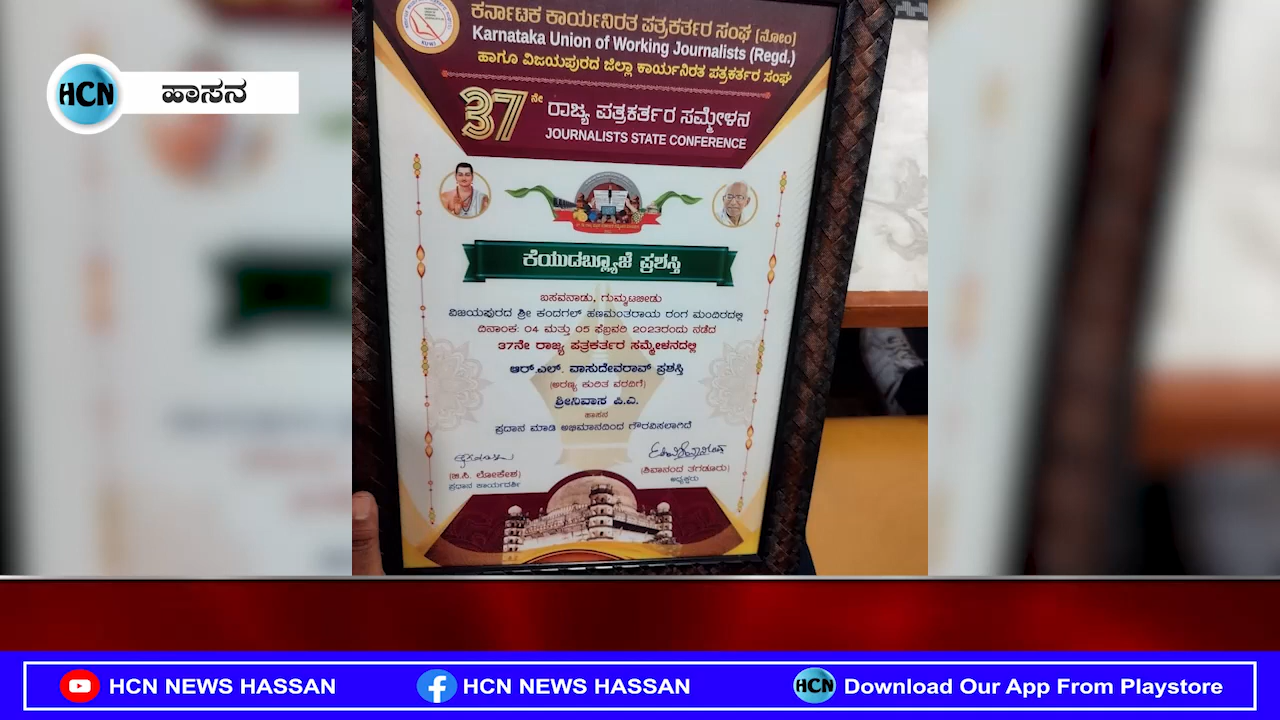 HCN ಹಾಸನ
ಕರ್ನಾಟಕ ಕಾರ್ಯನಿರತ ಪತ್ರಕರ್ತರ ಸಂಘ (ನೋಂ)
Karnataka Union of Working Journalists (Regd.)
ಹಾಗೂ ವಿಜಯಪುರದ ಜಿಲ್ಲಾ ಕಾರ್ಯನಿರತ ಪತ್ರಕರ್ತರ ಸಂಘ
37ನೇ ರಾಜ್ಯ ಪತ್ರಕರ್ತರ ಸಮ್ಮೇಳನ
JOURNALISTS STATE CONFERENCE
ಕೆಯುಡಬ್ಲ್ಯೂಜೆ ಪ್ರಶಸ್ತಿ
ಬಸವನಾಡು, ಗುಮ್ಮಟಬೀಡು
ವಿಜಯಪುರದ ಶ್ರೀ ಕಂದಗಲ್ ಹಣಮಂತರಾಯ ರಂಗ ಮಂದಿರದಲ್ಲಿ
ದಿನಾಂಕ: 04 ಮತ್ತು 05 ಫೆಬ್ರವರಿ 2023ರಂದು ನಡೆದ
37ನೇ ರಾಜ್ಯ ಪತ್ರಕರ್ತರ ಸಮ್ಮೇಳನದಲ್ಲಿ
ಆರ್.ಎಲ್. ವಾಸುದೇವರಾವ್ ಪ್ರಶಸ್ತಿ
(ಅರಣ್ಯ ಕುರಿತ ವರದಿಗೆ)
ಶ್ರೀನಿವಾಸ ಪಿ.ಎ.
ಹಾಸನ
ಪ್ರದಾನ ಮಾಡಿ ಅಭಿಮಾನದಿಂದ ಗೌರವಿಸಲಾಗಿದೆ
(ಜಿ.ಸಿ. ಲೋಕೇಶ)
ಪ್ರಧಾನ ಕಾರ್ಯದರ್ಶಿ
(ಶಿವಾನಂದ ತಗಡೂರು)
ಅಧ್ಯಕ್ಷರು
HCN NEWS HASSAN
HCN NEWS HASSAN
HCN Download Our App From Playstore